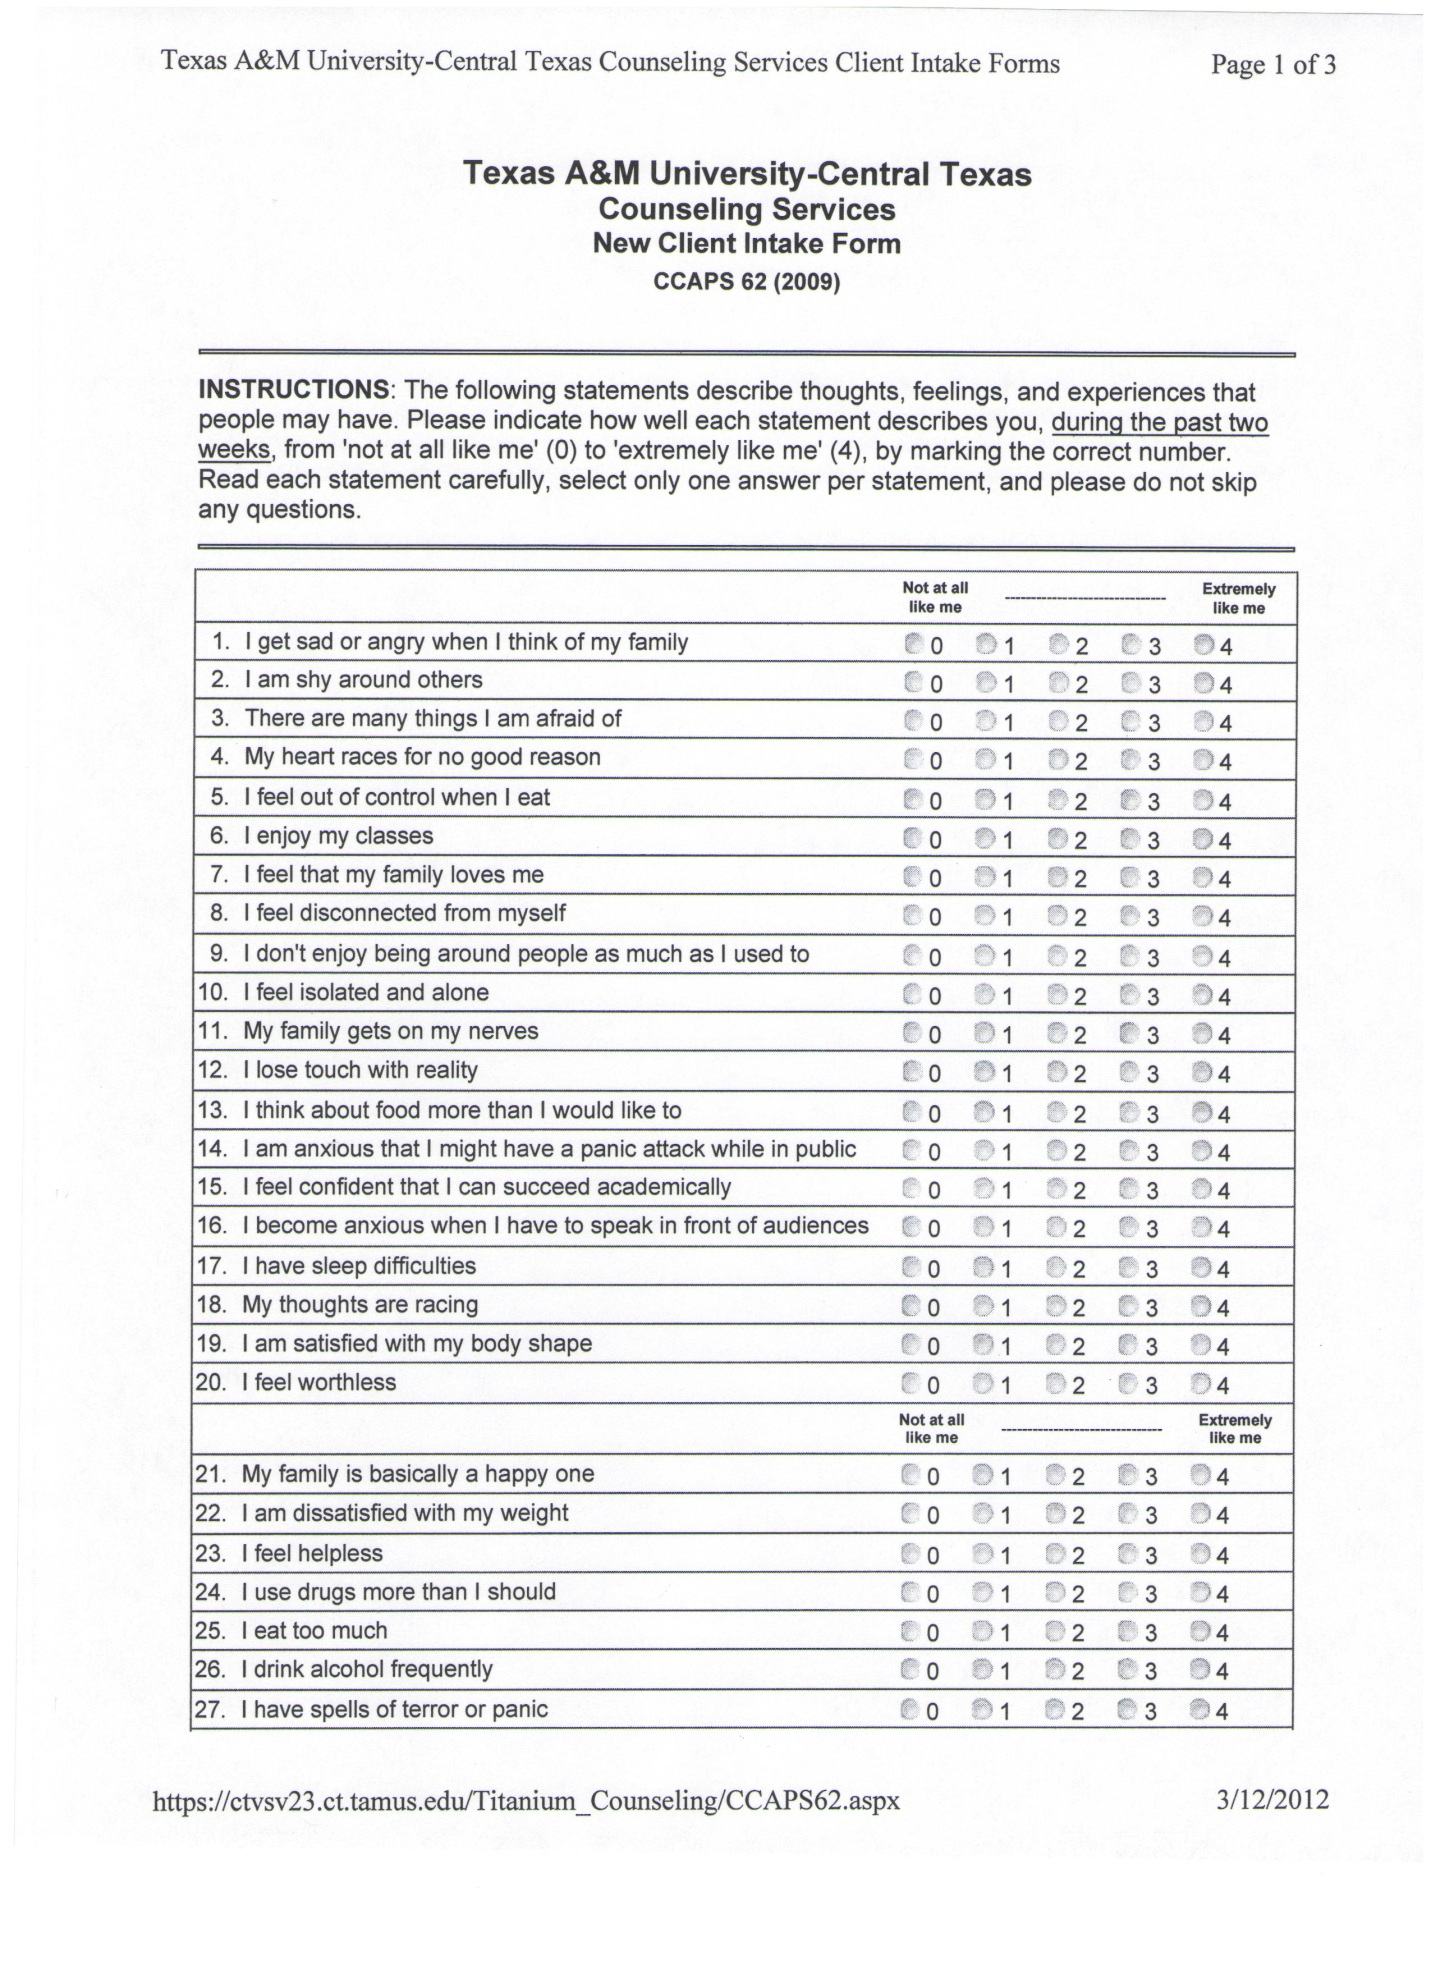 Texas A&M University-Central Texas Counseling Services Client Intake Forms Page 1 of 3
Texas A&M University-Central Texas
Counseling Services
New Client Intake Form
CCAPS 62 (2009)
INSTRUCTIONS: The following statements describe thoughts, feelings, and experiences that
people may have. Please indicate how well each statement describes you, during the past two
weeks, from 'not at all like me' (0) to 'extremely like me' (4), by marking the correct number.
Read each statement carefully, select only one answer per statement, and please do not skip
any questions.
Not at all like me ---------------------------- Extremely like me
1. I get sad or angry when I think of my family 0 1 2 3 4
2. I am shy around others 0 1 2 3 4
3. There are many things I am afraid of 0 1 2 3 4
4. My heart races for no good reason 0 1 2 3 4
5. I feel out of control when I eat 0 1 2 3 4
6. I enjoy my classes 0 1 2 3 4
7. I feel that my family loves me 0 1 2 3 4
8. I feel disconnected from myself 0 1 2 3 4
9. I don't enjoy being around people as much as I used to 0 1 2 3 4
10. I feel isolated and alone 0 1 2 3 4
11. My family gets on my nerves 0 1 2 3 4
12. I lose touch with reality 0 1 2 3 4
13. I think about food more than I would like to 0 1 2 3 4
14. I am anxious that I might have a panic attack while in public 0 1 2 3 4
15. I feel confident that I can succeed academically 0 1 2 3 4
16. I become anxious when I have to speak in front of audiences 0 1 2 3 4
17. I have sleep difficulties 0 1 2 3 4
18. My thoughts are racing 0 1 2 3 4
19. I am satisfied with my body shape 0 1 2 3 4
20. I feel worthless 0 1 2 3 4
Not at all like me ---------------------------- Extremely like me
21. My family is basically a happy one 0 1 2 3 4
22. I am dissatisfied with my weight 0 1 2 3 4
23. I feel helpless 0 1 2 3 4
24. I use drugs more than I should 0 1 2 3 4
25. I eat too much 0 1 2 3 4
26. I drink alcohol frequently 0 1 2 3 4
27. I have spells of terror or panic 0 1 2 3 4
https://ctvsv23.ct.tamus.edu/Titanium_Counseling/CCAPS62.aspx 3/12/2012